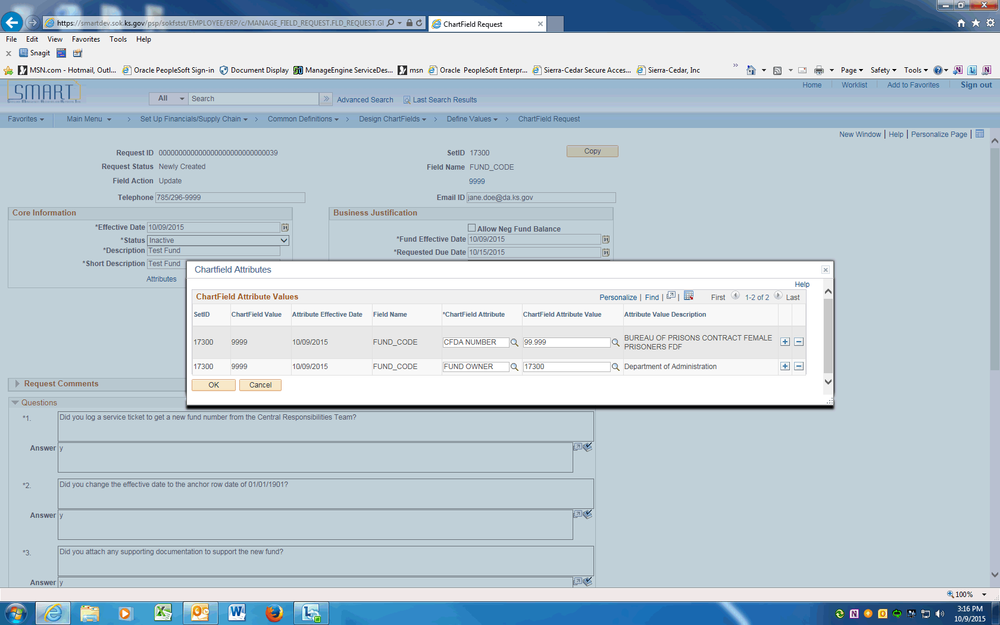 https://smartdev.sok.ks.gov/psp/sokfstst/EMPLOYEE/ERP/c/MANAGE_FIELD_REQUEST.FLD_REQUEST.GI
ChartField Request
File Edit View Favorites Tools Help
x Snagit
MSN.com - Hotmail, Outl... Oracle PeopleSoft Sign-in Document Display ManageEngine ServiceDes... msn Oracle PeopleSoft Enterpr... Sierra-Cedar Secure Acces... Sierra-Cedar, Inc Page Safety Tools
SMART
Home Worklist Add to Favorites Sign out
All Search Advanced Search Last Search Results
Favorites Main Menu > Set Up Financials/Supply Chain > Common Definitions > Design ChartFields > Define Values > ChartField Request
New Window | Help | Personalize Page |
Request Status Newly Created
SetID 17300
Copy
Field Name FUND_CODE
Field Action Update
9999
Telephone 785/296-9999
Email ID jane.doe@da.ks.gov
Core Information
Business Justification
*Effective Date 10/09/2015
Allow Neg Fund Balance
*Status Inactive
*Fund Effective Date 10/09/2015
*Description Test Fund
*Requested Due Date 10/15/2015
*Short Description Test Fund
Attributes
Chartfield Attributes
Help
ChartField Attribute Values Personalize | Find | | First 1-2 of 2 Last
SetID ChartField Value Attribute Effective Date Field Name *ChartField Attribute ChartField Attribute Value Attribute Value Description
17300 9999 10/09/2015 FUND_CODE CFDA NUMBER 99.999 BUREAU OF PRISONS CONTRACT FEMALE
PRISONERS FDF
17300 9999 10/09/2015 FUND_CODE FUND OWNER 17300 Department of Administration
OK Cancel
Request Comments
Questions
*1. Did you log a service ticket to get a new fund number from the Central Responsibilities Team?
Answer y
*2. Did you change the effective date to the anchor row date of 01/01/1901?
Answer y
*3. Did you attach any supporting documentation to support the new fund?
Answer y
100%
3:16 PM
10/9/2015